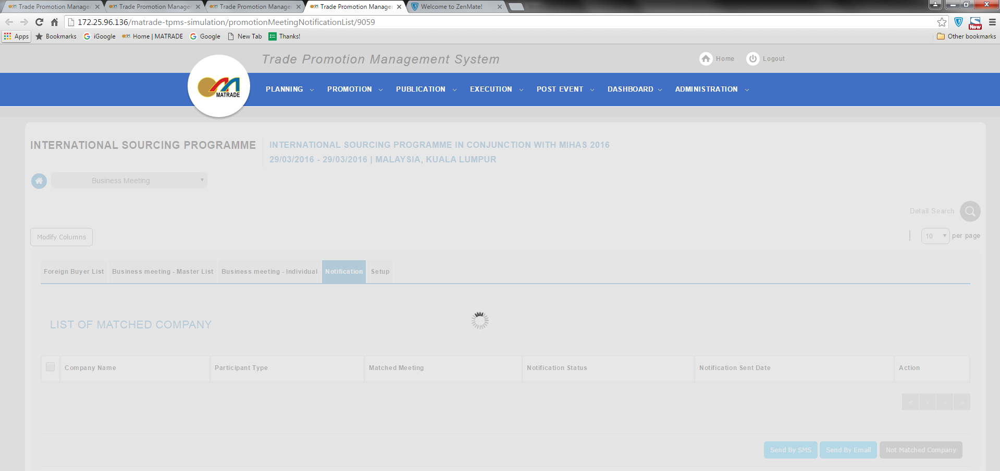 Trade Promotion Manage
Trade Promotion Manage
Trade Promotion Manage
Trade Promotion Manage
Welcome to ZenMate!
172.25.96.136/matrade-tpms-simulation/promotionMeetingNotificationList/9059
New
Apps
Bookmarks
iGoogle
Home | MATRADE
Google
New Tab
Thanks!
Other bookmarks
Trade Promotion Management System
Home
Logout
MATRADE
PLANNING
PROMOTION
PUBLICATION
EXECUTION
POST EVENT
DASHBOARD
ADMINISTRATION
INTERNATIONAL SOURCING PROGRAMME
INTERNATIONAL SOURCING PROGRAMME IN CONJUNCTION WITH MIHAS 2016
29/03/2016 - 29/03/2016 | MALAYSIA, KUALA LUMPUR
Business Meeting
Detail Search
Modify Columns
10
per page
Foreign Buyer List
Business meeting - Master List
Business meeting - Individual
Notification
Setup
LIST OF MATCHED COMPANY
Company Name
Participant Type
Matched Meeting
Notification Status
Notification Sent Date
Action
« ‹ › »
Send By SMS
Send By Email
Not Matched Company